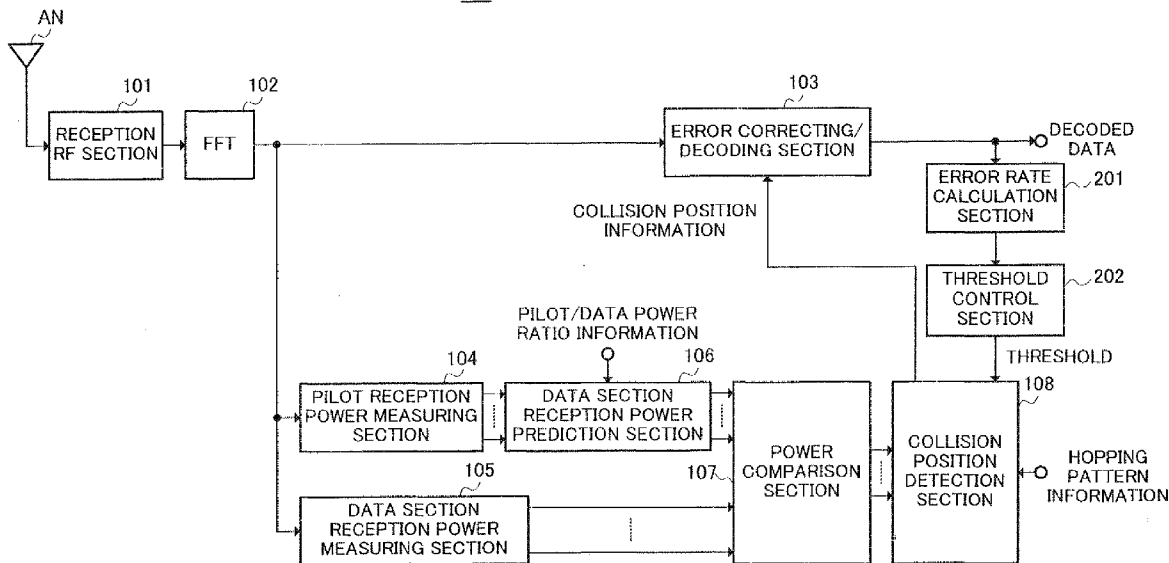 AN
101
RECEPTION
RF SECTION
102
FFT
103
ERROR CORRECTING/
DECODING SECTION
DECODED
DATA
ERROR RATE
CALCULATION
SECTION
201
COLLISION POSITION
INFORMATION
THRESHOLD
CONTROL
SECTION
202
THRESHOLD
PILOT/DATA POWER
RATIO INFORMATION
104
PILOT RECEPTION
POWER MEASURING
SECTION
106
DATA SECTION
RECEPTION POWER
PREDICTION SECTION
107
POWER
COMPARISON
SECTION
108
COLLISION
POSITION
DETECTION
SECTION
HOPPING
PATTERN
INFORMATION
105
DATA SECTION
RECEPTION POWER
MEASURING SECTION